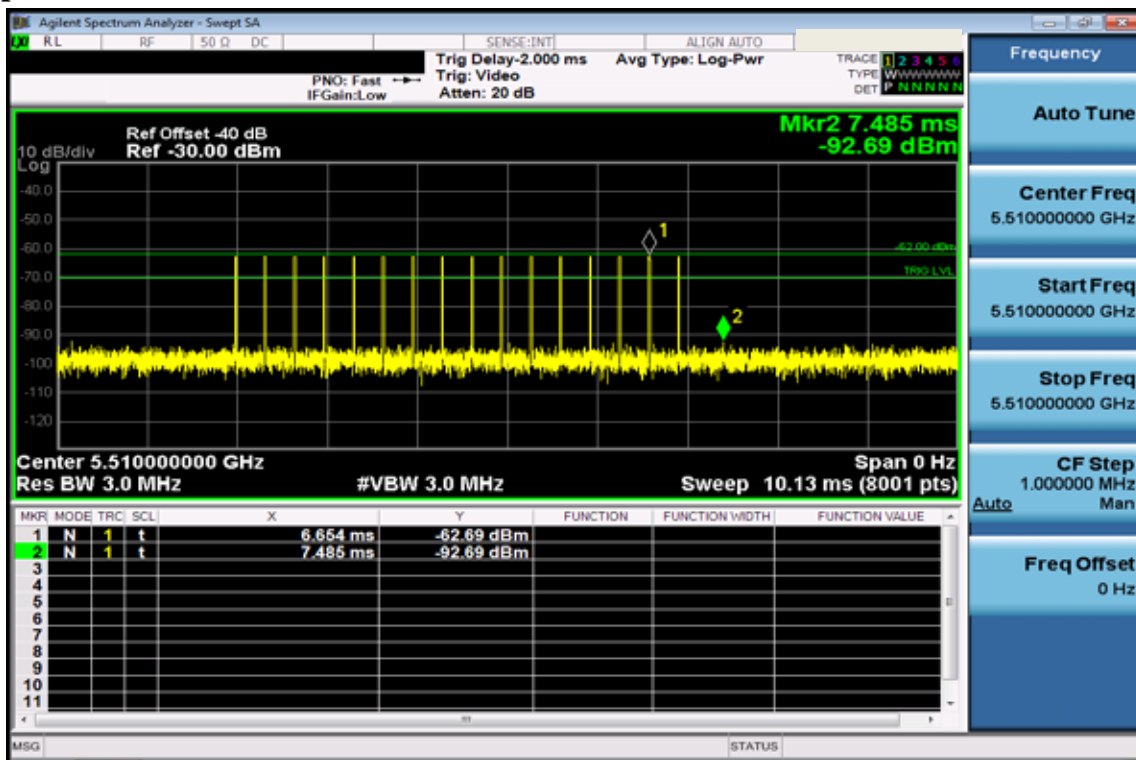 Agilent Spectrum Analyzer - Swept SA
RL RF 50 Ω DC SENSE:INT ALIGN AUTO
Trig Delay-2.000 ms Avg Type: Log-Pwr TRACE 1 2 3 4 5 6
PNO: Fast Trig: Video TYPE WWWWWW
IFGain:Low Atten: 20 dB DET P N N N N N
Ref Offset -40 dB Mkr2 7.485 ms
10 dB/div Ref -30.00 dBm -92.69 dBm
Log
-40.0
-50.0
1
-60.0
-62.00 dBm
-70.0
TRIG LVL
-80.0
2
-90.0
-100
-110
-120
Center 5.510000000 GHz Span 0 Hz
Res BW 3.0 MHz #VBW 3.0 MHz Sweep 10.13 ms (8001 pts)
MKR MODE TRC SCL X Y FUNCTION FUNCTION WIDTH FUNCTION VALUE
1 N 1 t 6.654 ms -62.69 dBm
2 N 1 t 7.485 ms -92.69 dBm
3
4
5
6
7
8
9
10
11
MSG STATUS
Frequency
Auto Tune
Center Freq
5.510000000 GHz
Start Freq
5.510000000 GHz
Stop Freq
5.510000000 GHz
CF Step
1.000000 MHz
Auto Man
Freq Offset
0 Hz